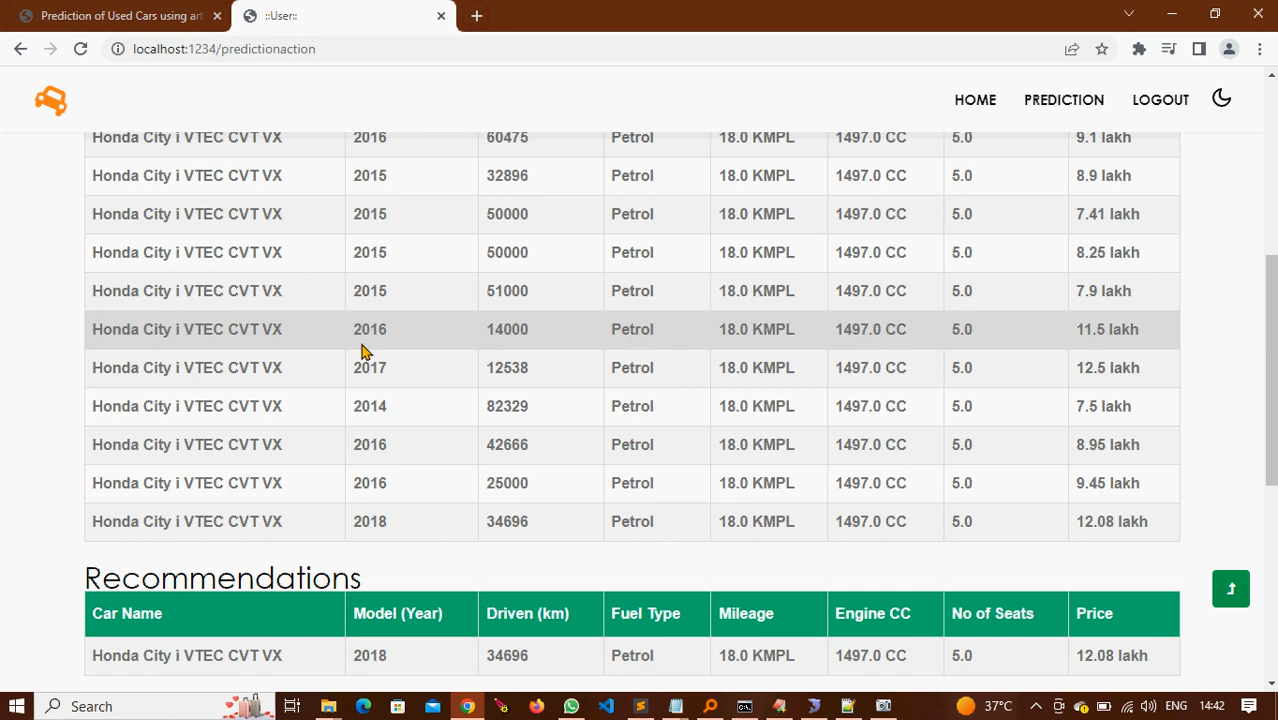 Prediction of Used Cars using art
::User::
localhost:1234/predictionaction
HOME PREDICTION LOGOUT
Honda City i VTEC CVT VX 2016 60475 Petrol 18.0 KMPL 1497.0 CC 5.0 9.1 lakh
Honda City i VTEC CVT VX 2015 32896 Petrol 18.0 KMPL 1497.0 CC 5.0 8.9 lakh
Honda City i VTEC CVT VX 2015 50000 Petrol 18.0 KMPL 1497.0 CC 5.0 7.41 lakh
Honda City i VTEC CVT VX 2015 50000 Petrol 18.0 KMPL 1497.0 CC 5.0 8.25 lakh
Honda City i VTEC CVT VX 2015 51000 Petrol 18.0 KMPL 1497.0 CC 5.0 7.9 lakh
Honda City i VTEC CVT VX 2016 14000 Petrol 18.0 KMPL 1497.0 CC 5.0 11.5 lakh
Honda City i VTEC CVT VX 2017 12538 Petrol 18.0 KMPL 1497.0 CC 5.0 12.5 lakh
Honda City i VTEC CVT VX 2014 82329 Petrol 18.0 KMPL 1497.0 CC 5.0 7.5 lakh
Honda City i VTEC CVT VX 2016 42666 Petrol 18.0 KMPL 1497.0 CC 5.0 8.95 lakh
Honda City i VTEC CVT VX 2016 25000 Petrol 18.0 KMPL 1497.0 CC 5.0 9.45 lakh
Honda City i VTEC CVT VX 2018 34696 Petrol 18.0 KMPL 1497.0 CC 5.0 12.08 lakh
Recommendations
Car Name Model (Year) Driven (km) Fuel Type Mileage Engine CC No of Seats Price
Honda City i VTEC CVT VX 2018 34696 Petrol 18.0 KMPL 1497.0 CC 5.0 12.08 lakh
Search 37°C ENG 14:42